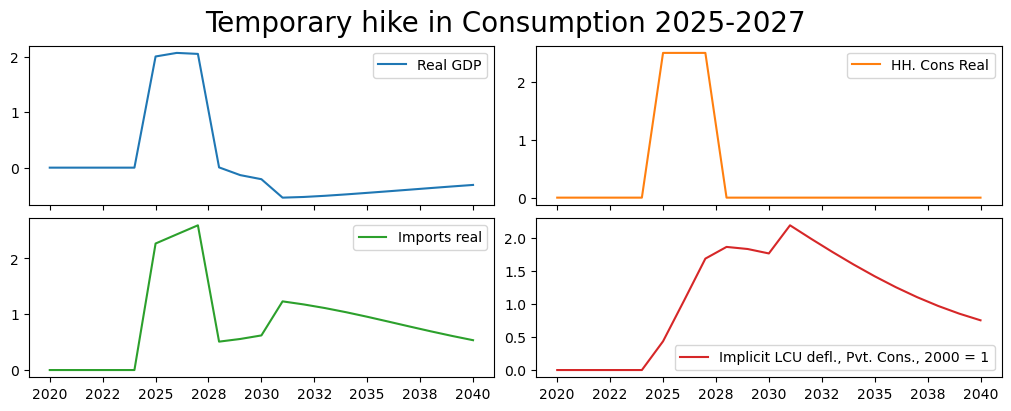 Temporary hike in Consumption 2025-2027
2
1
0
Real GDP
2
1
0
HH. Cons Real
2
1
0
Imports real
2020 2022 2025 2028 2030 2032 2035 2038 2040
2.0
1.5
1.0
0.5
0.0
Implicit LCU defl., Pvt. Cons., 2000 = 1
2020 2022 2025 2028 2030 2032 2035 2038 2040